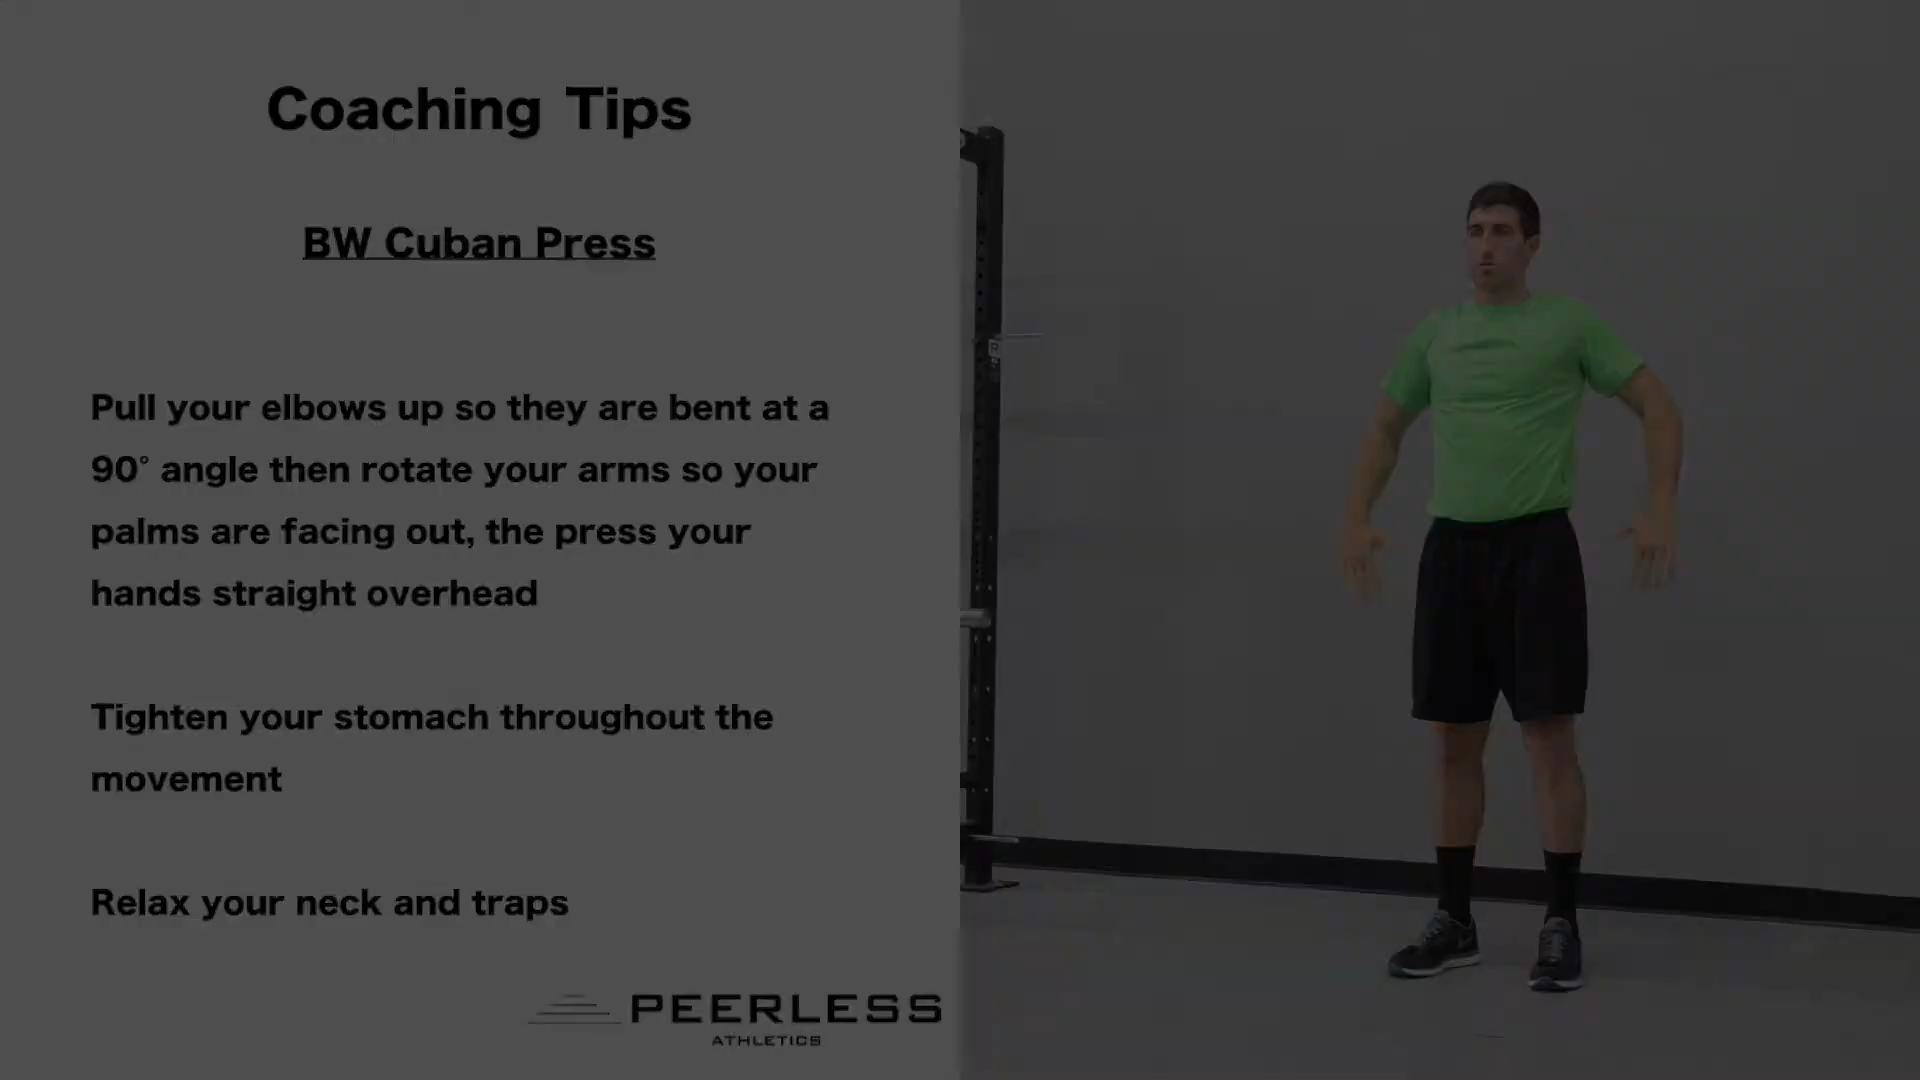 Coaching Tips
BW Cuban Press
Pull your elbows up so they are bent at a
90° angle then rotate your arms so your
palms are facing out, the press your
hands straight overhead
Tighten your stomach throughout the
movement
Relax your neck and traps
PEERLESS
ATHLETICS